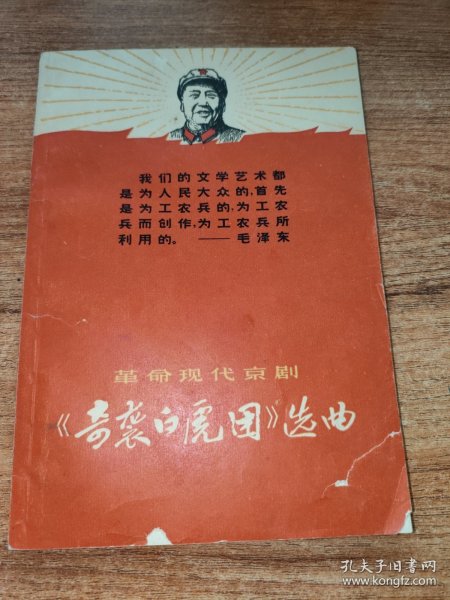 我们的文学艺术都
是为人民大众的，首先
是为工农兵的，为工农
兵而创作，为工农兵所
利用的。——毛泽东
革命现代京剧
《奇袭白虎团》选曲
孔夫子旧书网
www.kongfz.com